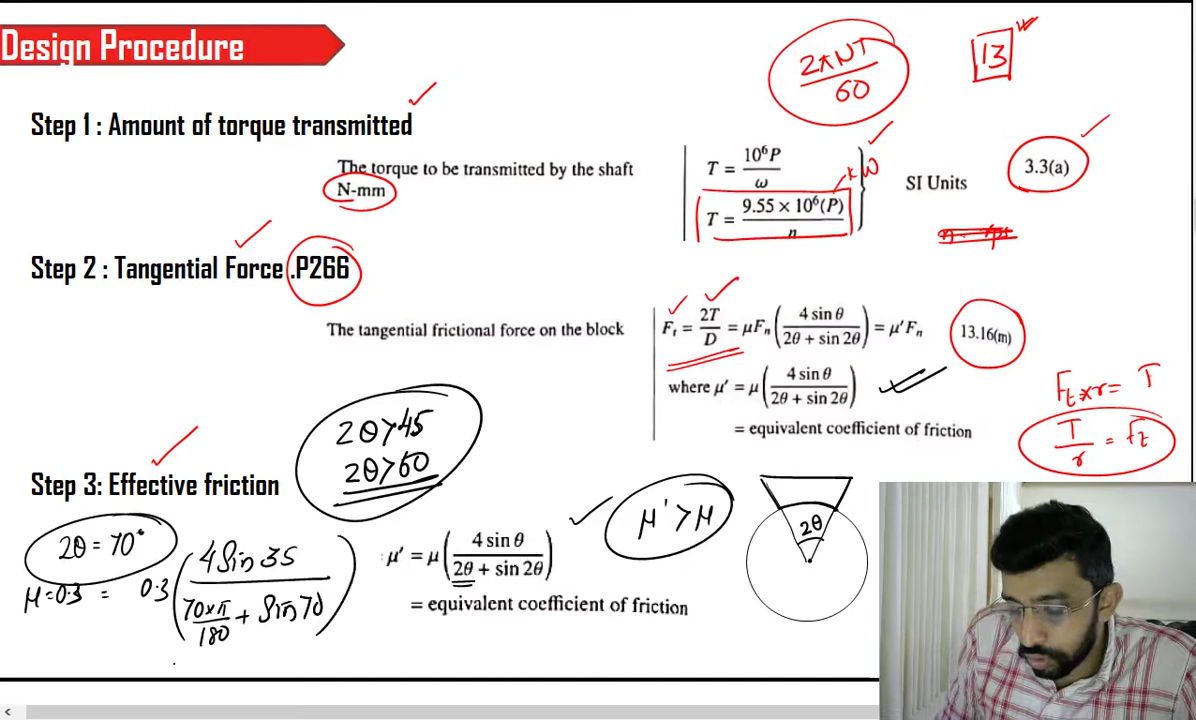 Design Procedure
2πNT
60
13
Step 1 : Amount of torque transmitted
The torque to be transmitted by the shaft
N-mm
T = 10⁶P / ω
kW
T = 9.55 × 10⁶(P) / n
SI Units
3.3(a)
Step 2 : Tangential Force .P266
The tangential frictional force on the block
Fₜ = 2T / D = μFₙ (4 sin θ / 2θ + sin 2θ) = μ′Fₙ
13.16(m)
where μ′ = μ (4 sin θ / 2θ + sin 2θ)
= equivalent coefficient of friction
Ft×r = T
T / r = Ft
2θ>45
2θ>60
Step 3: Effective friction
μ′ > μ
2θ
2θ = 70°
μ=0.3 = 0.3 (4 Sin 35 / 70×π/180 + Sin 70)
μ′ = μ (4 sin θ / 2θ + sin 2θ)
= equivalent coefficient of friction